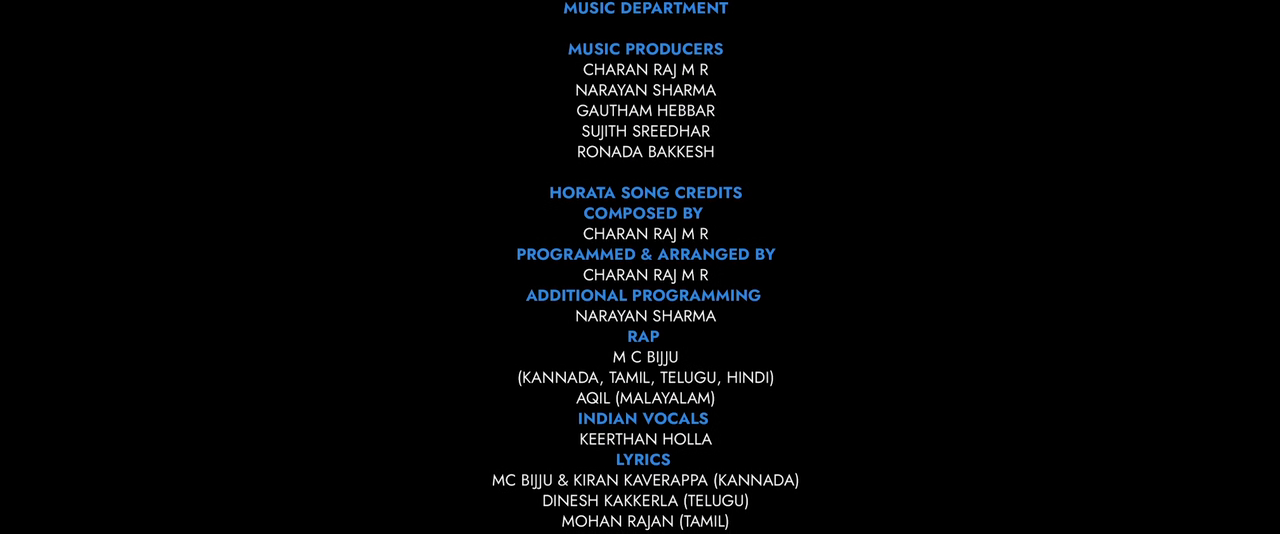 MUSIC DEPARTMENT
MUSIC PRODUCERS
CHARAN RAJ M R
NARAYAN SHARMA
GAUTHAM HEBBAR
SUJITH SREEDHAR
RONADA BAKKESH
HORATA SONG CREDITS
COMPOSED BY
CHARAN RAJ M R
PROGRAMMED & ARRANGED BY
CHARAN RAJ M R
ADDITIONAL PROGRAMMING
NARAYAN SHARMA
RAP
M C BIJJU
(KANNADA, TAMIL, TELUGU, HINDI)
AQIL (MALAYALAM)
INDIAN VOCALS
KEERTHAN HOLLA
LYRICS
MC BIJJU & KIRAN KAVERAPPA (KANNADA)
DINESH KAKKERLA (TELUGU)
MOHAN RAJAN (TAMIL)